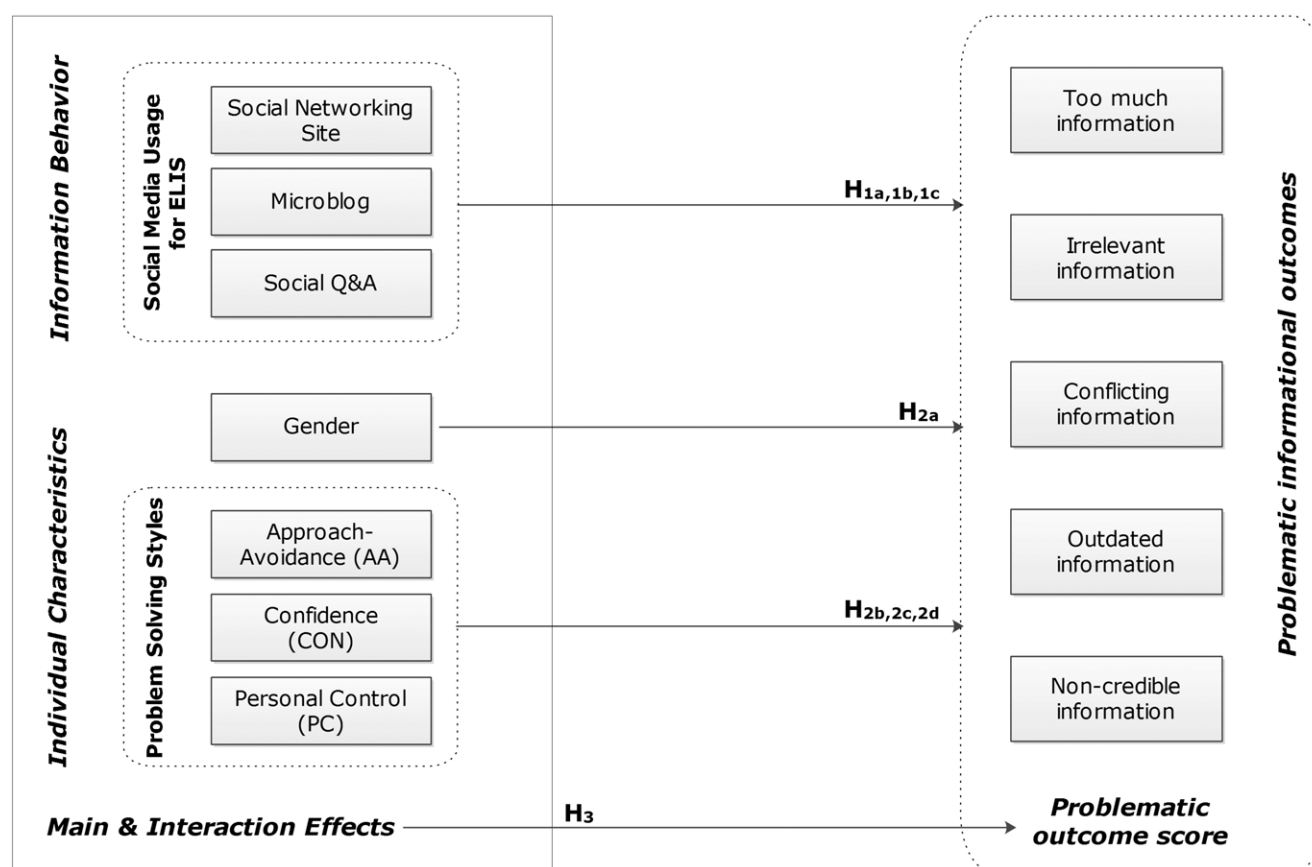 Information Behavior
Social Media Usage
for ELIS
Social Networking
Site
Microblog
Social Q&A
H1a,1b,1c
Individual Characteristics
Gender
H2a
Problem Solving Styles
Approach-
Avoidance (AA)
Confidence
(CON)
Personal Control
(PC)
H2b,2c,2d
Main & Interaction Effects
H3
Too much
information
Irrelevant
information
Conflicting
information
Outdated
information
Non-credible
information
Problematic
outcome score
Problematic informational outcomes